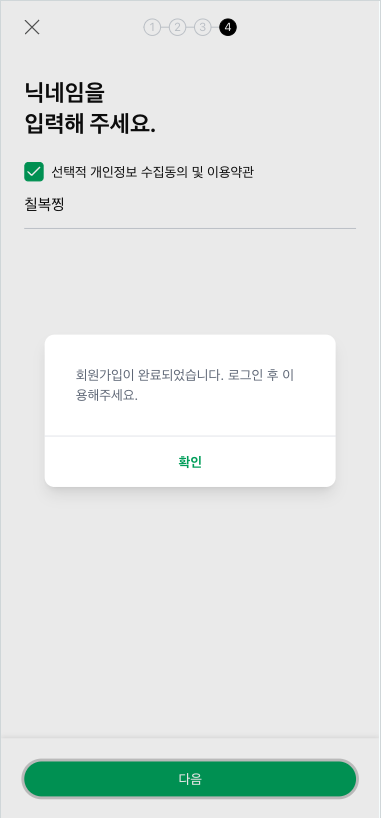 1 2 3 4
닉네임을
입력해 주세요.
선택적 개인정보 수집동의 및 이용약관
칠복찡
회원가입이 완료되었습니다. 로그인 후 이
용해주세요.
확인
다음